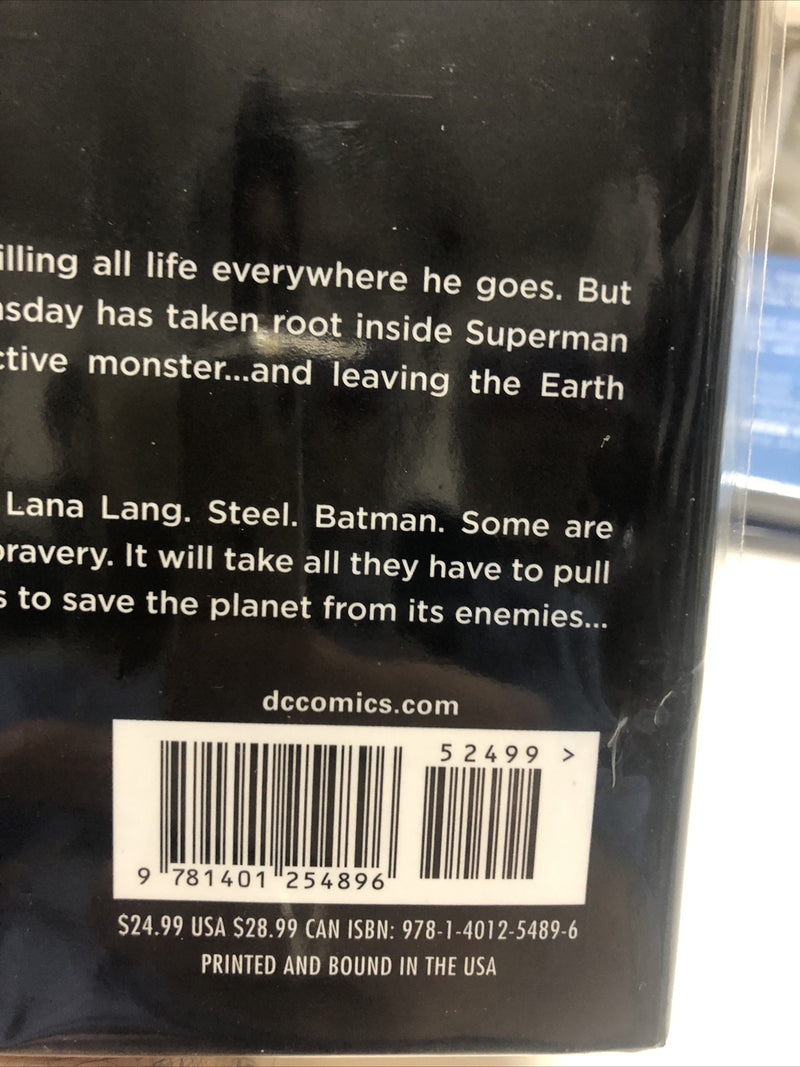 illing all life everywhere he goes. But
sday has taken root inside Superman
ctive monster...and leaving the Earth
Lana Lang. Steel. Batman. Some are
bravery. It will take all they have to pull
s to save the planet from its enemies...
dccomics.com
52499 >
9 781401 254896
$24.99 USA $28.99 CAN ISBN: 978-1-4012-5489-6
PRINTED AND BOUND IN THE USA